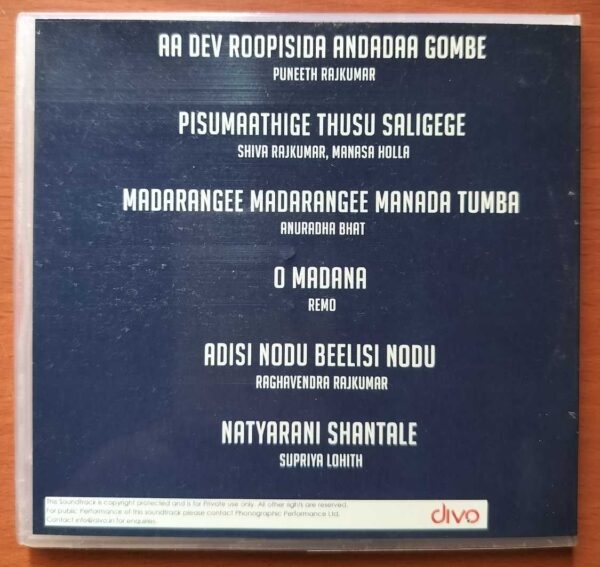 AA DEV ROOPISIDA ANDADAA GOMBE
PUNEETH RAJKUMAR
PISUMAATHIGE THUSU SALIGEGE
SHIVA RAJKUMAR, MANASA HOLLA
MADARANGEE MADARANGEE MANADA TUMBA
ANURADHA BHAT
O MADANA
REMO
ADISI NODU BEELISI NODU
RAGHAVENDRA RAJKUMAR
NATYARANI SHANTALE
SUPRIYA LOHITH
This Soundtrack is copyright protected and is for Private use only. All other rights are reserved.
For public Performance of this soundtrack please contact Phonographic Performance Ltd.
Contact info@divo.in for enquiries.
divo